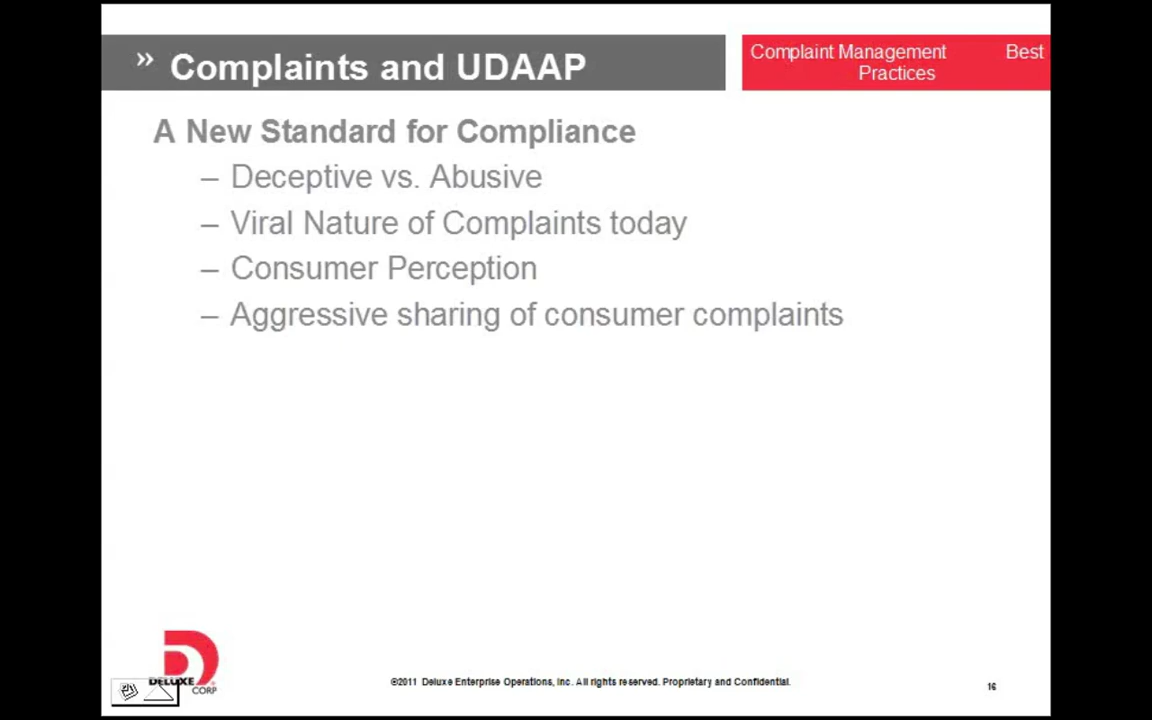 » Complaints and UDAAP
Complaint Management Best
Practices
A New Standard for Compliance
– Deceptive vs. Abusive
– Viral Nature of Complaints today
– Consumer Perception
– Aggressive sharing of consumer complaints
DELUXE
CORP
©2011 Deluxe Enterprise Operations, Inc. All rights reserved. Proprietary and Confidential.
16